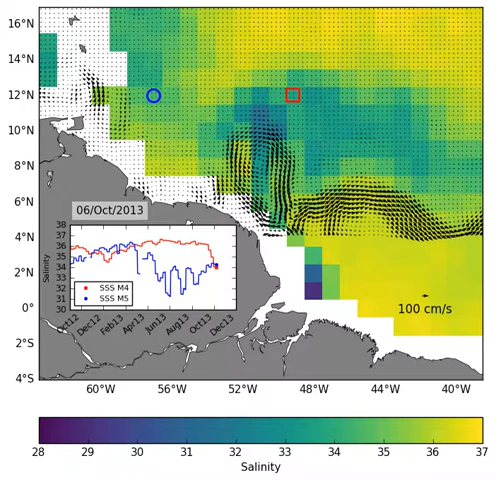 16°N
14°N
12°N
10°N
8°N
6°N
4°N
2°N
0°
2°S
4°S
06/Oct/2013
38
37
36
35
34
33
32
31
30
Salinity
SSS M4
SSS M5
Oct12 Dec12 Feb13 Apr13 Jun13 Aug13 Oct13 Dec13
100 cm/s
60°W 56°W 52°W 48°W 44°W 40°W
28 29 30 31 32 33 34 35 36 37
Salinity